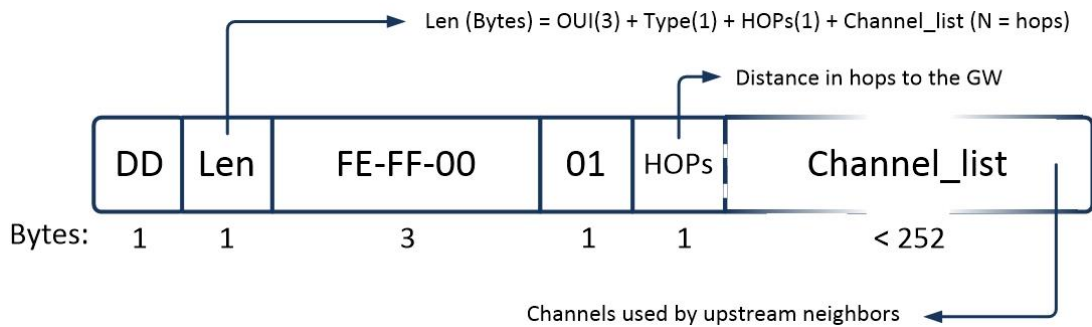 Len (Bytes) = OUI(3) + Type(1) + HOPs(1) + Channel_list (N = hops)
Distance in hops to the GW
DD Len FE-FF-00 01 HOPs Channel_list
Bytes: 1 1 3 1 1 < 252
Channels used by upstream neighbors